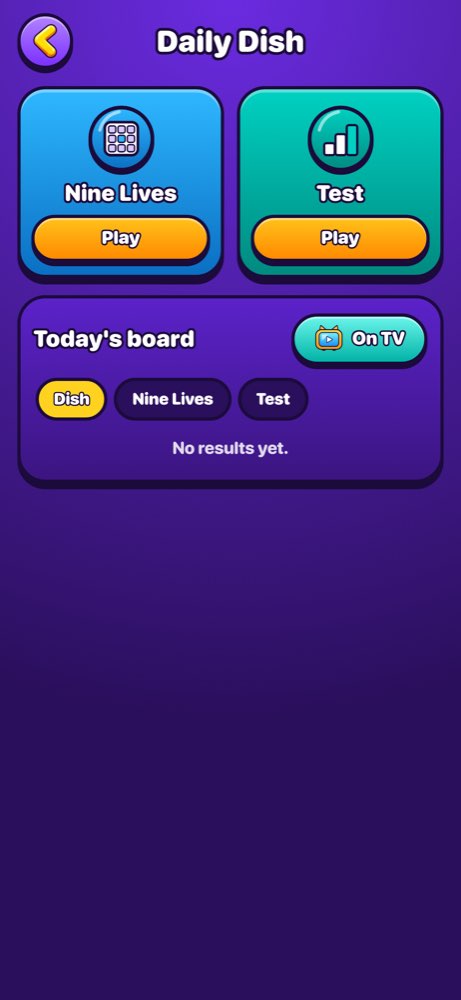 Daily Dish
Nine Lives
Test
Play
Play
Today's board
On TV
Dish
Nine Lives
Test
No results yet.